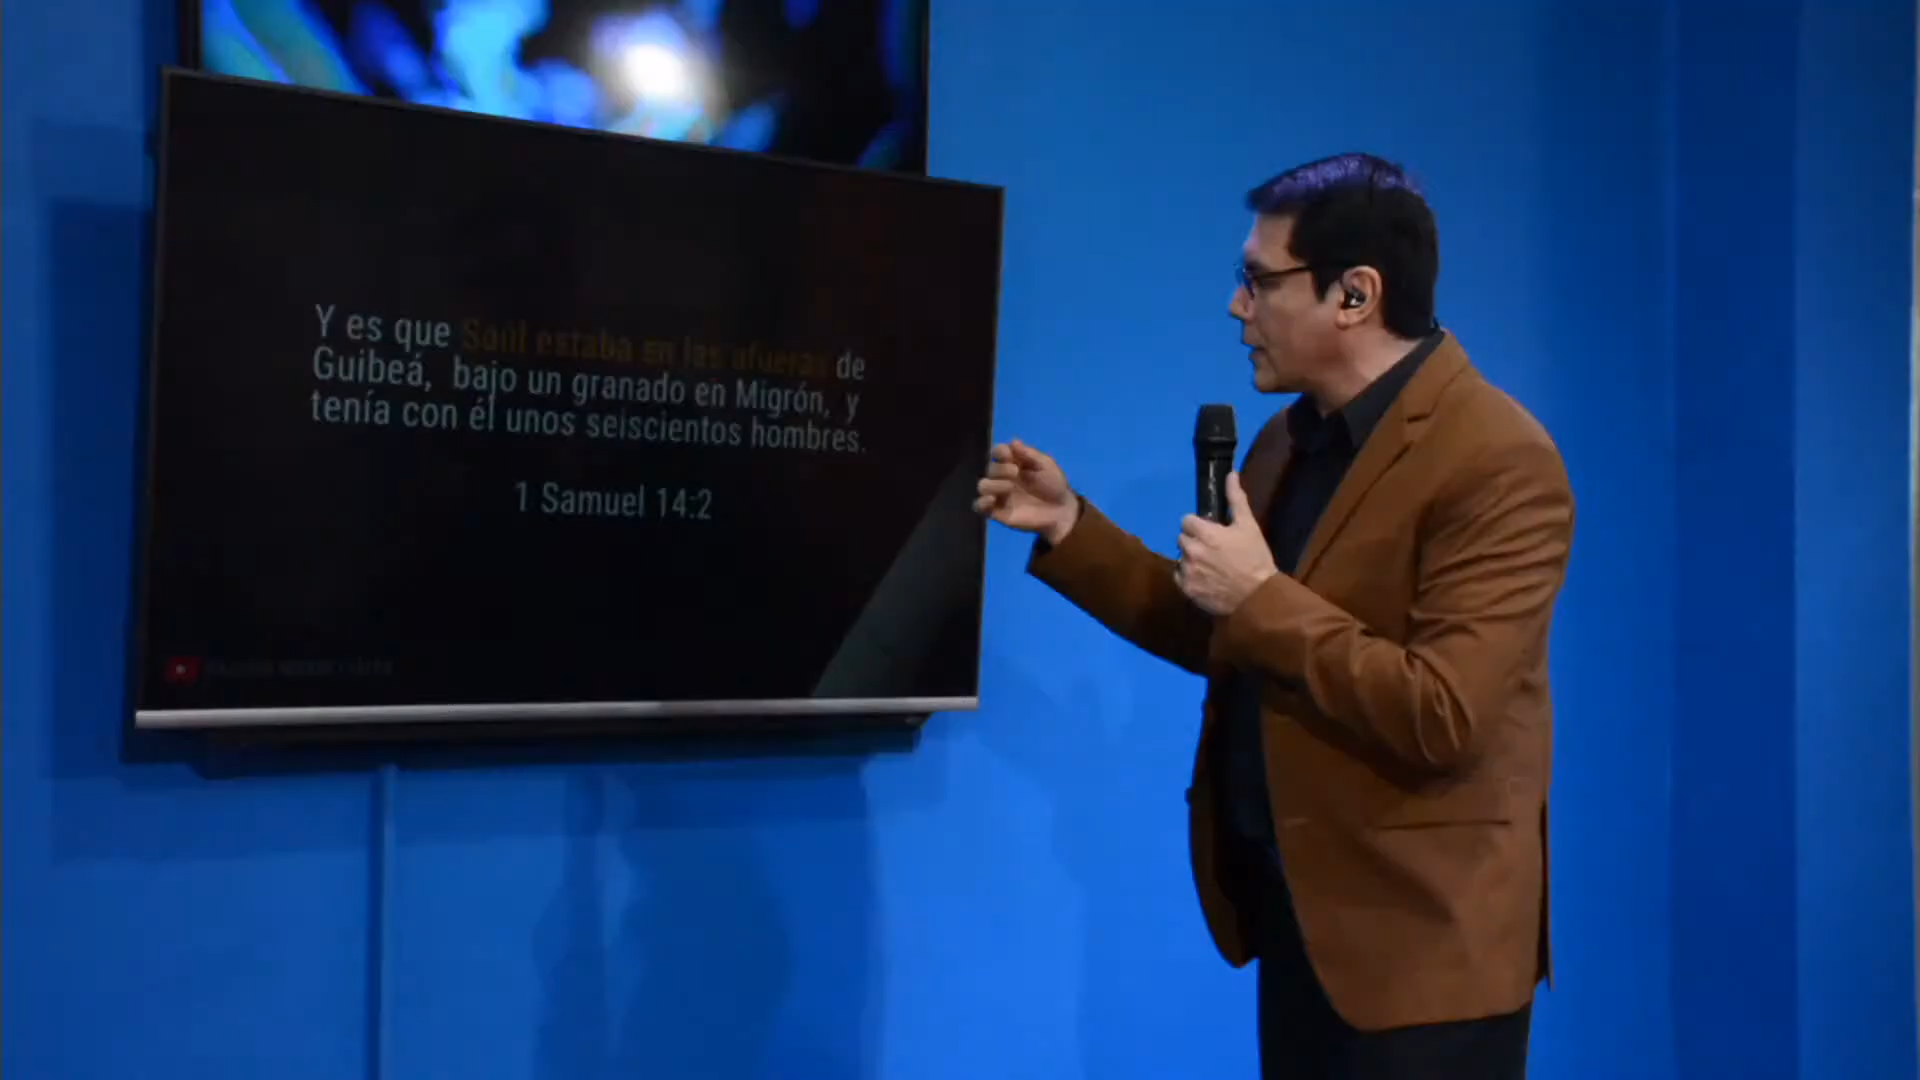 Y es que Saúl estaba en las afueras de
Guibeá, bajo un granado en Migrón, y
tenía con él unos seiscientos hombres.
1 Samuel 14:2